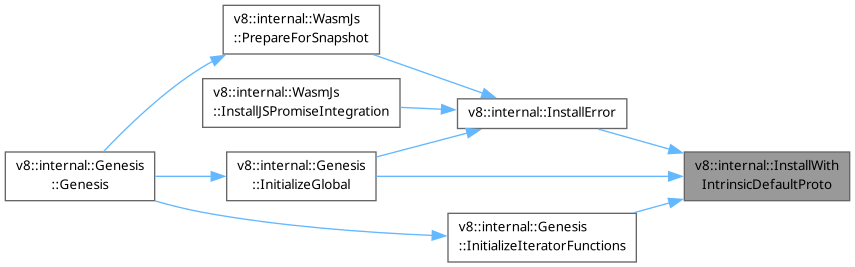 v8::internal::WasmJs
::PrepareForSnapshot
v8::internal::WasmJs
::InstallJSPromiseIntegration
v8::internal::InstallError
v8::internal::Genesis
::Genesis
v8::internal::Genesis
::InitializeGlobal
v8::internal::InstallWith
IntrinsicDefaultProto
v8::internal::Genesis
::InitializeIteratorFunctions